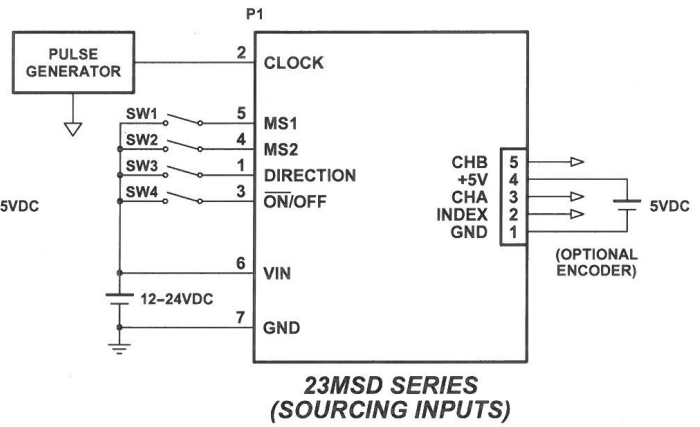 P1
PULSE
GENERATOR
2 CLOCK
SW1 5 MS1
SW2 4 MS2
SW3 1 DIRECTION
SW4 3 ON/OFF
5VDC
6 VIN
12–24VDC
7 GND
CHB 5
+5V 4
CHA 3
INDEX 2
GND 1
5VDC
(OPTIONAL
ENCODER)
23MSD SERIES
(SOURCING INPUTS)